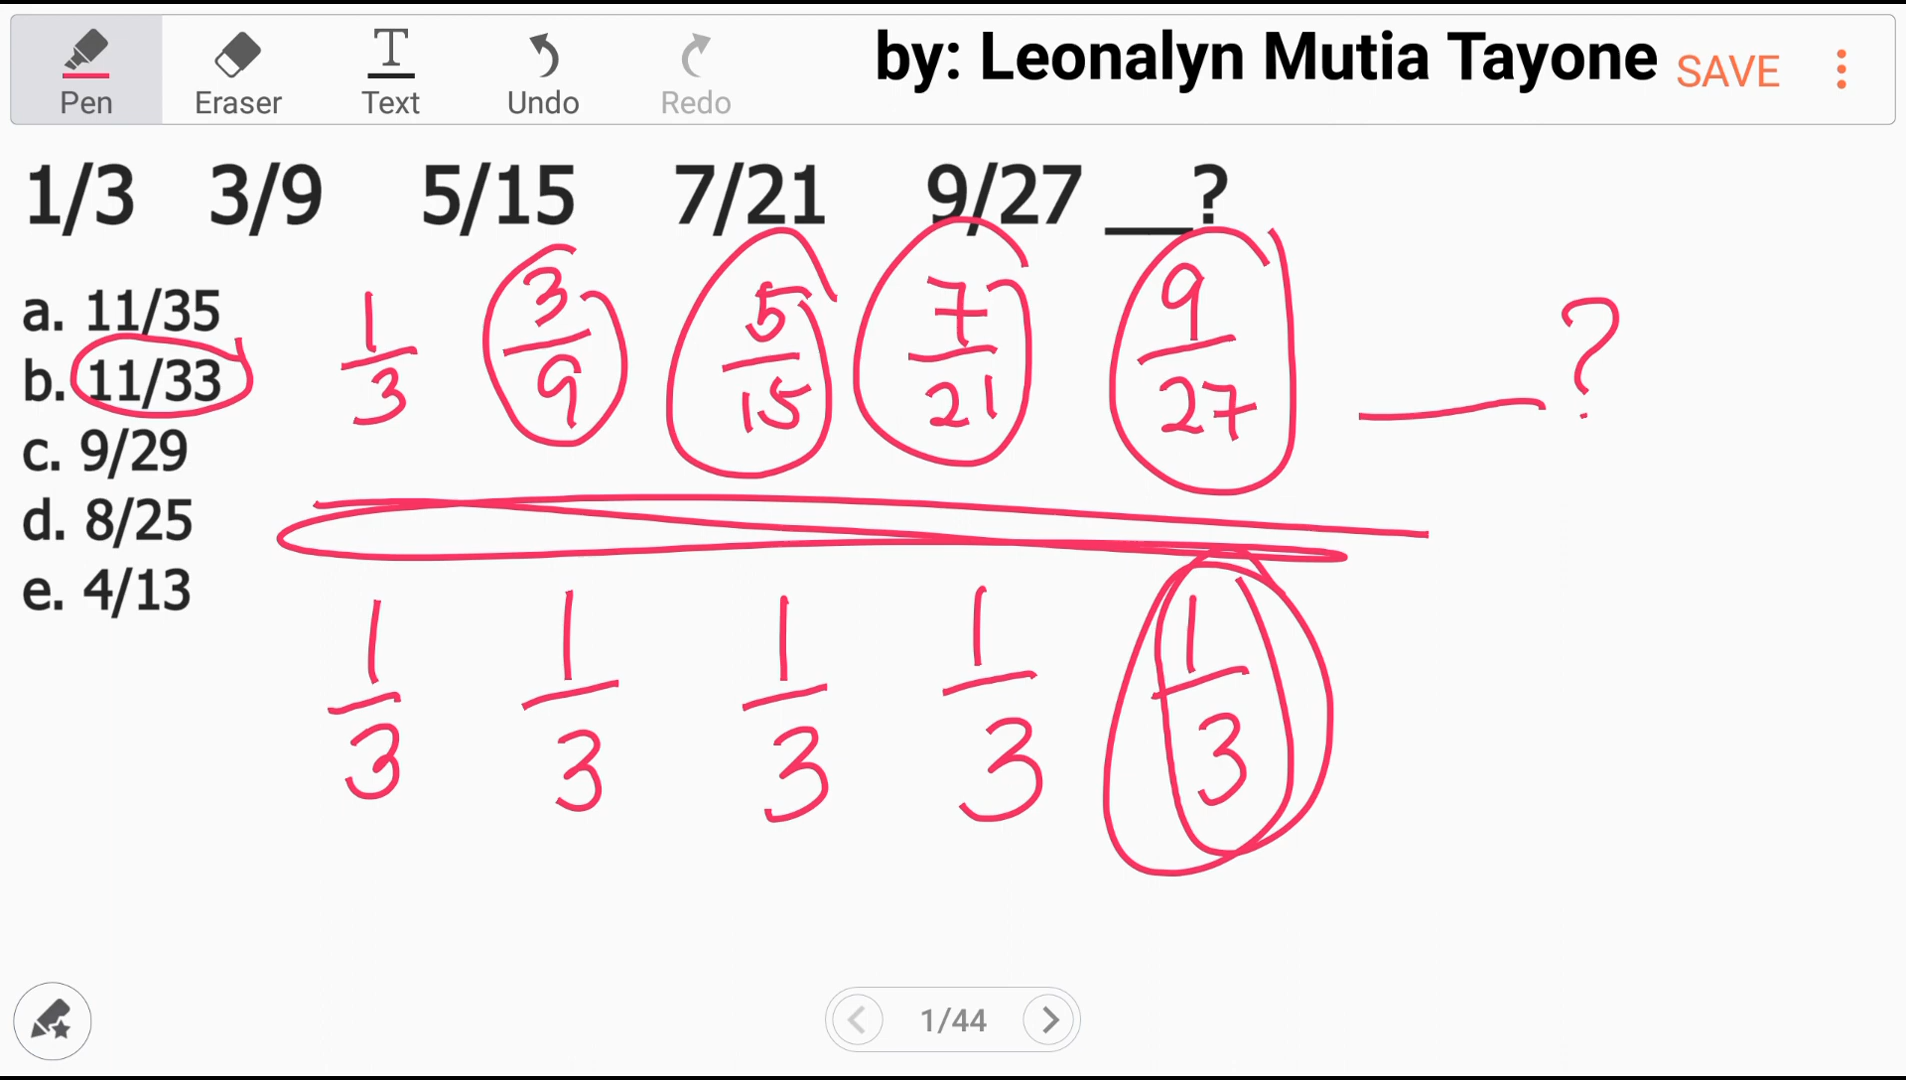 by: Leonalyn Mutia Tayone
SAVE
Pen
Eraser
Text
Undo
Redo
1/3 3/9 5/15 7/21 9/27 __?
a. 11/35
b. 11/33
c. 9/29
d. 8/25
e. 4/13
1/3 3/9 5/15 7/21 9/27 __?
1/3 1/3 1/3 1/3 1/3
1/44